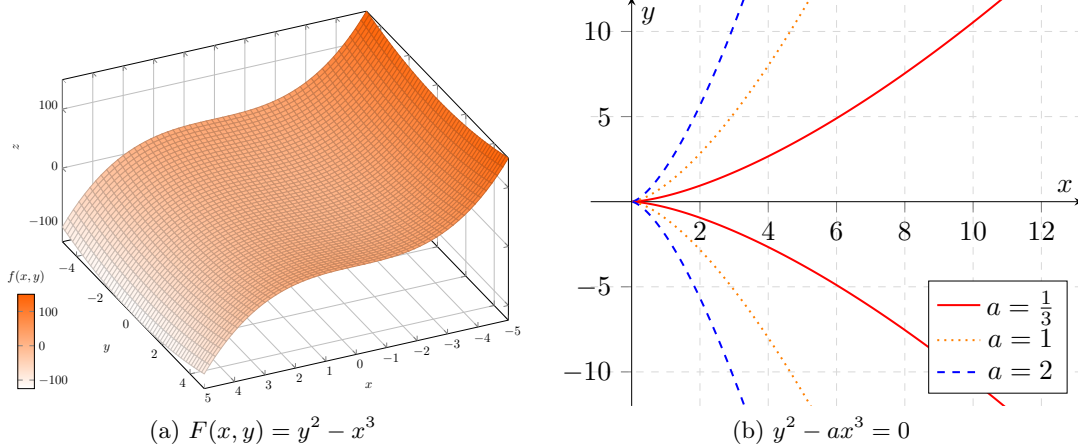 100
0
−100
z
−4
−2
0
2
4
y
5
4
3
2
1
0
−1
−2
−3
−4
−5
x
f(x, y)
100
0
−100
(a) F(x, y) = y² − x³
y
10
5
x
2
4
6
8
10
12
−5
−10
a = 1/3
a = 1
a = 2
(b) y² − ax³ = 0